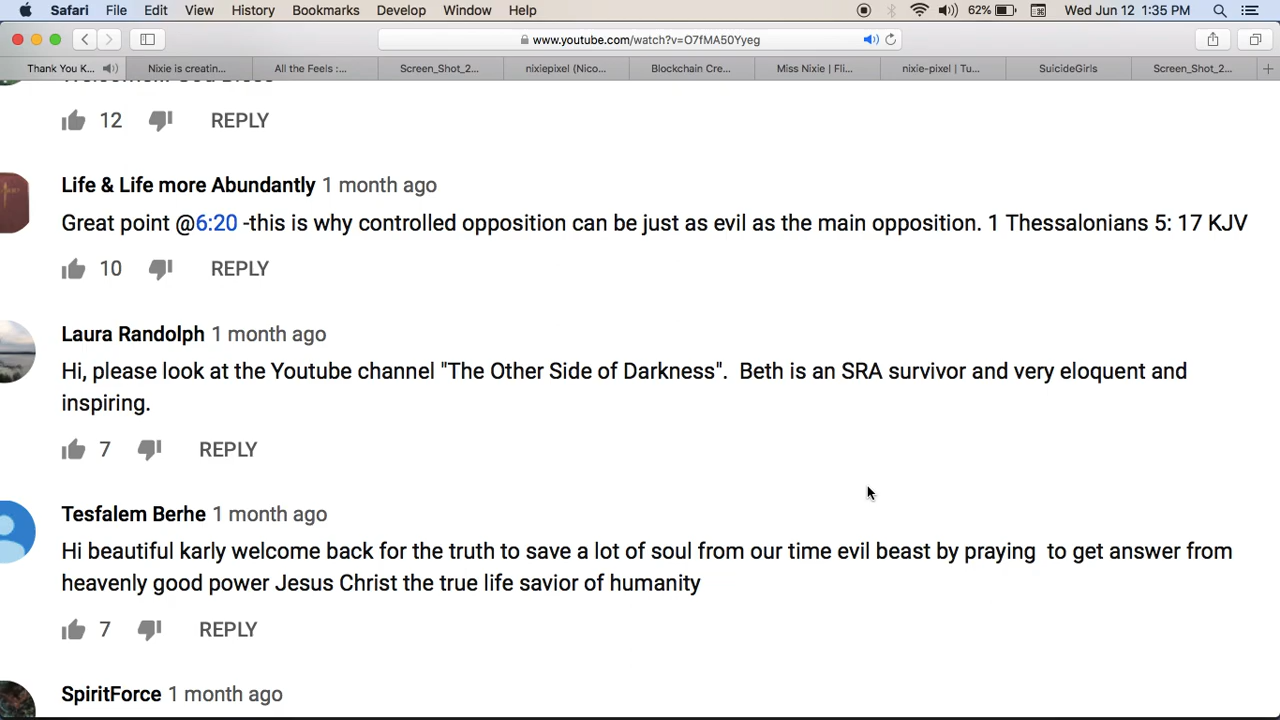 Safari File Edit View History Bookmarks Develop Window Help 62% Wed Jun 12 1:35 PM
www.youtube.com/watch?v=O7fMA50Yyeg
Thank You K... Nixie is creatin... All the Feels :... Screen_Shot_2... nixiepixel (Nico... Blockchain Cre... Miss Nixie | Fli... nixie-pixel | Tu... SuicideGirls Screen_Shot_2...
12 REPLY
Life & Life more Abundantly 1 month ago
Great point @6:20 -this is why controlled opposition can be just as evil as the main opposition. 1 Thessalonians 5: 17 KJV
10 REPLY
Laura Randolph 1 month ago
Hi, please look at the Youtube channel "The Other Side of Darkness". Beth is an SRA survivor and very eloquent and
inspiring.
7 REPLY
Tesfalem Berhe 1 month ago
Hi beautiful karly welcome back for the truth to save a lot of soul from our time evil beast by praying to get answer from
heavenly good power Jesus Christ the true life savior of humanity
7 REPLY
SpiritForce 1 month ago